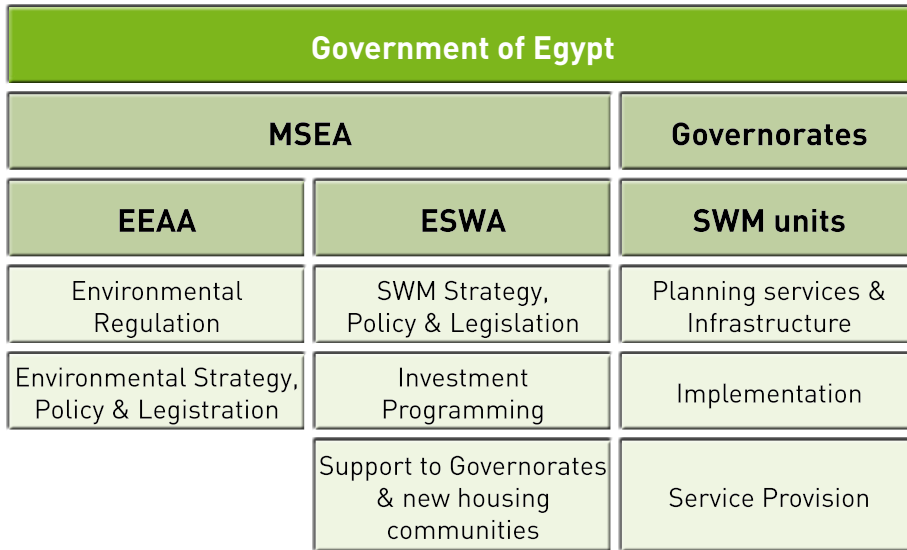 Government of Egypt
MSEA
Governorates
EEAA
ESWA
SWM units
Environmental
Regulation
SWM Strategy,
Policy & Legislation
Planning services &
Infrastructure
Environmental Strategy,
Policy & Legistration
Investment
Programming
Implementation
Support to Governorates
& new housing
communities
Service Provision